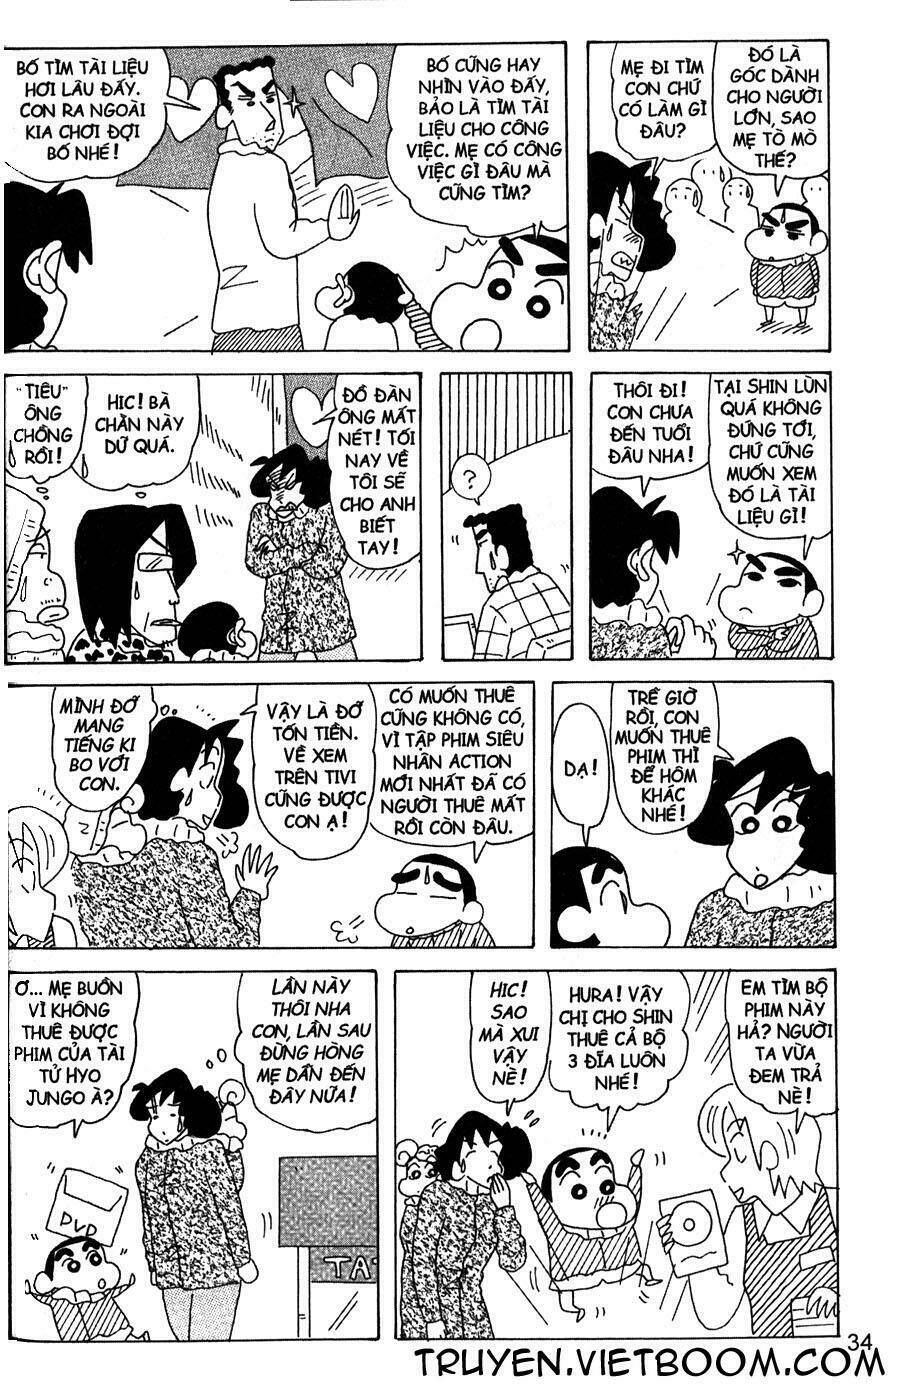 BỐ TÌM TÀI LIỆU
HƠI LÂU ĐẤY.
CON RA NGOÀI
KIA CHƠI ĐỢI
BỐ NHÉ!
BỐ CŨNG HAY
NHÌN VÀO ĐẤY,
BẢO LÀ TÌM TÀI
LIỆU CHO CÔNG
VIỆC. MẸ CÓ CÔNG
VIỆC GÌ ĐÂU MÀ
CŨNG TÌM?
MẸ ĐI TÌM
CON CHỨ
CÓ LÀM GÌ
ĐÂU?
ĐÓ LÀ
GÓC DÀNH
CHO NGƯỜI
LỚN, SAO
MẸ TÒ MÒ
THẾ?
"TIÊU"
ÔNG
CHỒNG
RỒI!
HIC! BÀ
CHẰN NÀY
DỮ QUÁ.
ĐỒ ĐÀN
ÔNG MẤT
NẾT! TỐI
NAY VỀ
TÔI SẼ
CHO ANH
BIẾT
TAY!
?
THÔI ĐI!
CON CHƯA
ĐẾN TUỔI
ĐÂU NHA!
TẠI SHIN LÙN
QUÁ KHÔNG
ĐỨNG TỚI,
CHỨ CŨNG
MUỐN XEM
ĐÓ LÀ TÀI
LIỆU GÌ!
MÌNH ĐỠ
MANG
TIẾNG KI
BO VỚI
CON.
VẬY LÀ ĐỠ
TỐN TIỀN.
VỀ XEM
TRÊN TIVI
CŨNG ĐƯỢC
CON Ạ!
CÓ MUỐN THUÊ
CŨNG KHÔNG CÓ,
VÌ TẬP PHIM SIÊU
NHÂN ACTION
MỚI NHẤT ĐÃ CÓ
NGƯỜI THUÊ MẤT
RỒI CÒN ĐÂU.
DẠ!
TRỄ GIỜ
RỒI, CON
MUỐN THUÊ
PHIM THÌ
ĐỂ HÔM
KHÁC
NHÉ!
Ơ... MẸ BUỒN
VÌ KHÔNG
THUÊ ĐƯỢC
PHIM CỦA TÀI
TỬ HYO
JUNGO À?
LẦN NÀY
THÔI NHA
CON, LẦN SAU
ĐỪNG HÒNG
MẸ DẪN ĐẾN
ĐÂY NỮA!
DVD
TA
HIC!
SAO
MÀ XUI
VẬY
NÈ!
HURA! VẬY
CHỊ CHO SHIN
THUÊ CẢ BỘ
3 ĐĨA LUÔN
NHÉ!
EM TÌM BỘ
PHIM NÀY
HẢ? NGƯỜI
TA VỪA
ĐEM TRẢ
NÈ!
34
TRUYEN.VIETBOOM.COM